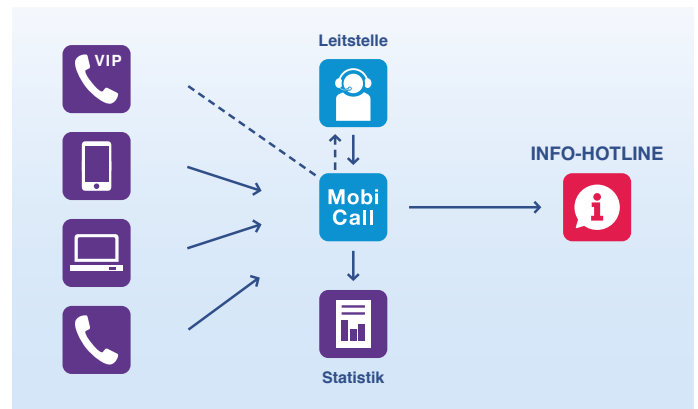 Leitstelle
VIP
INFO-HOTLINE
Mobi
Call
i
Statistik